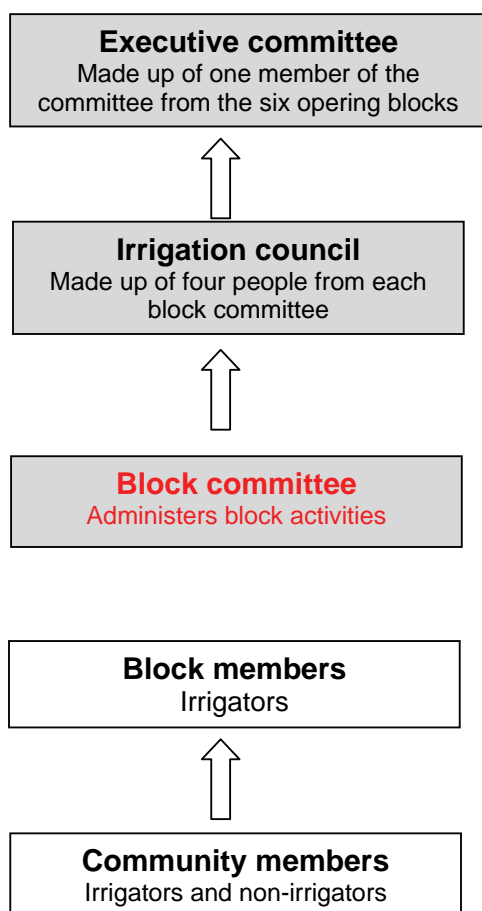 Executive committee
Made up of one member of the
committee from the six opering blocks
Irrigation council
Made up of four people from each
block committee
Block committee
Administers block activities
Block members
Irrigators
Community members
Irrigators and non-irrigators